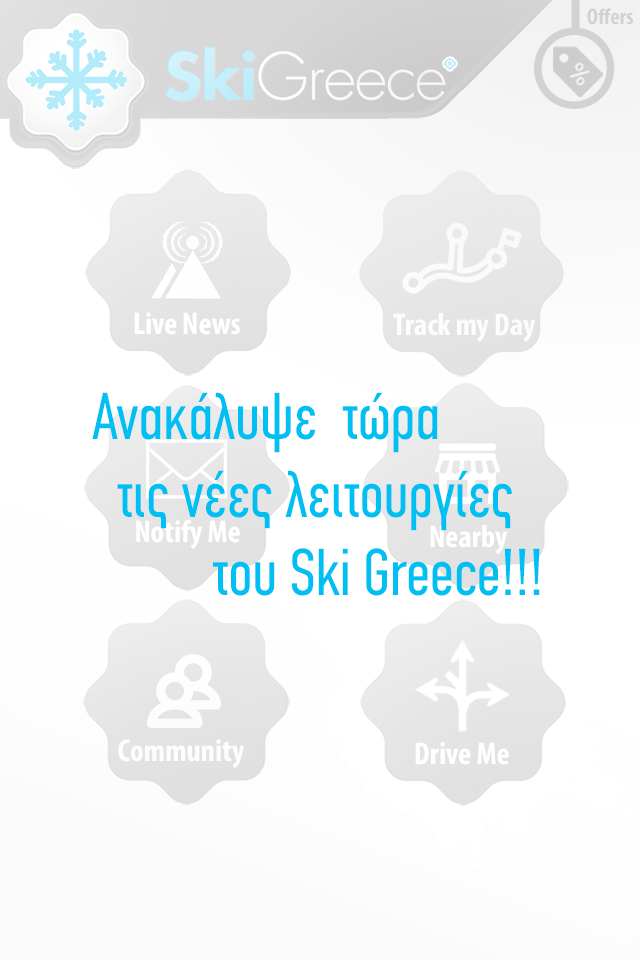 Offers
SkiGreece
Live News
Track my Day
Ανακάλυψε τώρα
τις νέες λειτουργίες
Notify Me
Nearby
του Ski Greece!!!
Community
Drive Me